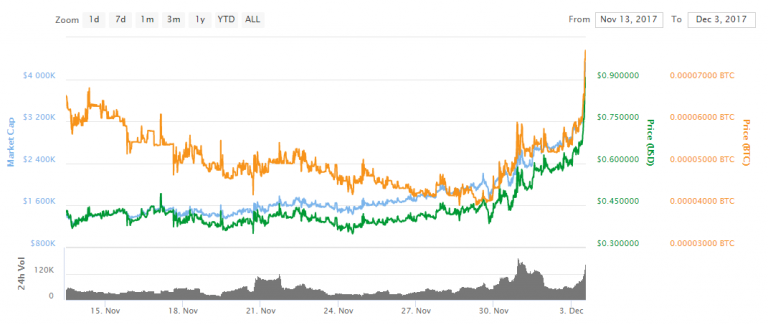 Zoom 1d 7d 1m 3m 1y YTD ALL From Nov 13, 2017 To Dec 3, 2017
$4 000K $0.900000 0.00007000 BTC
$3 200K $0.750000 0.00006000 BTC
Market Cap Price (USD) Price (BTC)
$2 400K $0.600000 0.00005000 BTC
$1 600K $0.450000 0.00004000 BTC
$800K $0.300000 0.00003000 BTC
24h Vol
120K
0
15. Nov 17. Nov 19. Nov 21. Nov 24. Nov 27. Nov 30. Nov 3. Dec